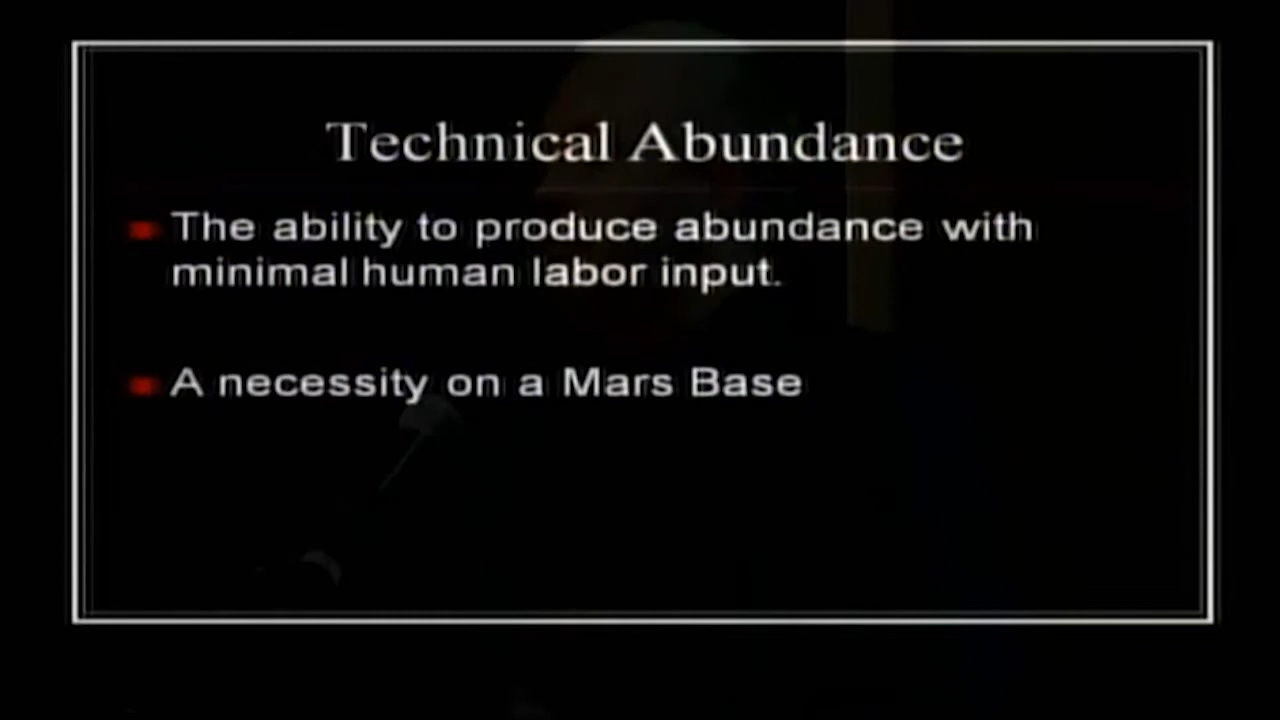 Technical Abundance
The ability to produce abundance with
minimal human labor input.
A necessity on a Mars Base